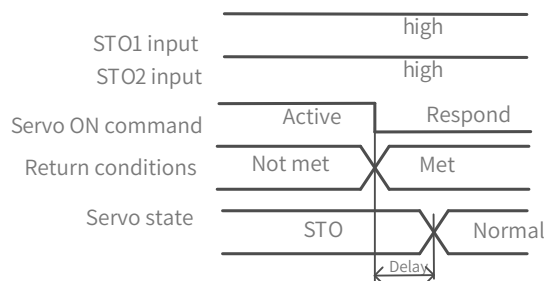 high
STO1 input
high
STO2 input
Active Respond
Servo ON command
Return conditions Not met Met
Servo state
STO Normal
Delay